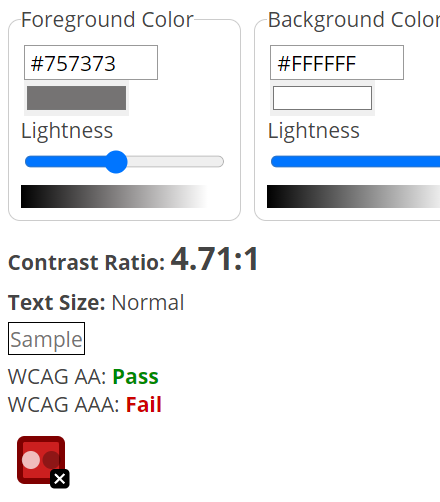 Foreground Color
Background Color
#757373
#FFFFFF
Lightness
Lightness
Contrast Ratio: 4.71:1
Text Size: Normal
Sample
WCAG AA: Pass
WCAG AAA: Fail